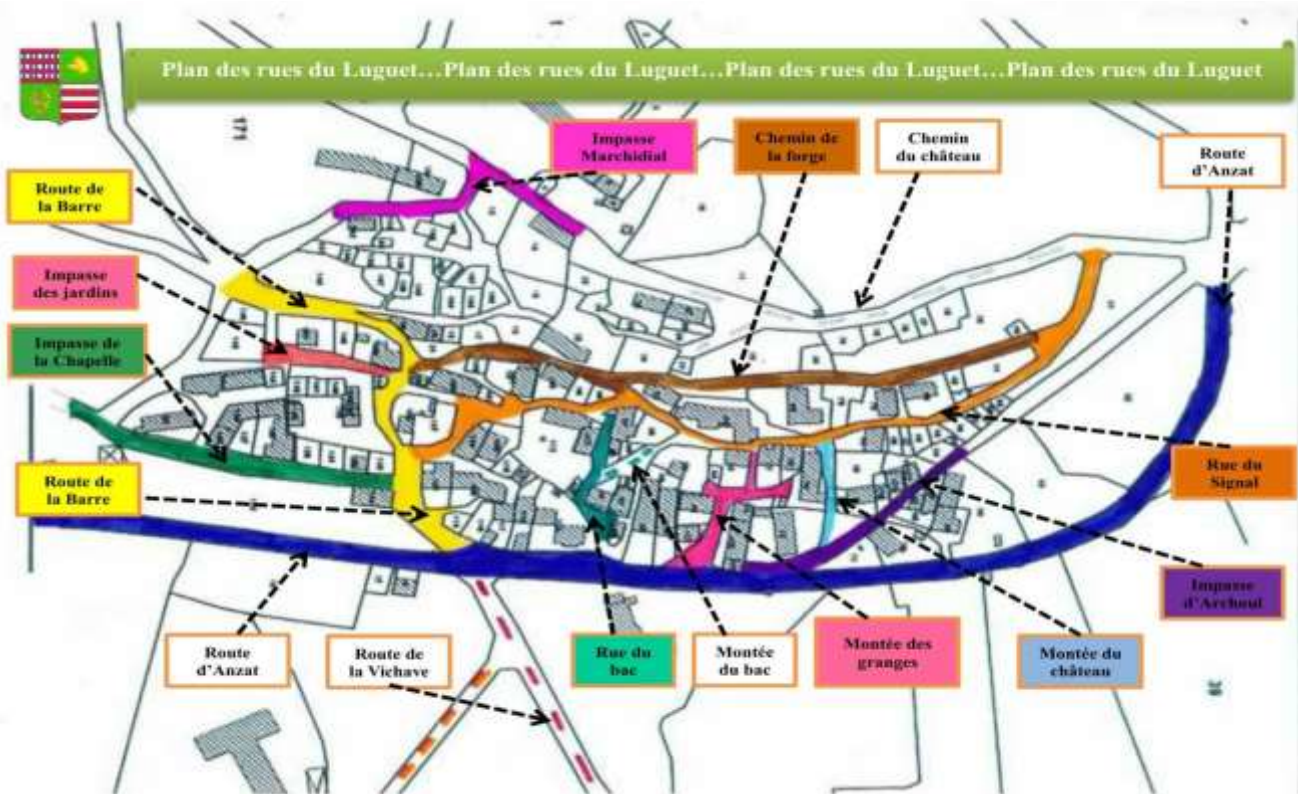 Plan des rues du Luguet...Plan des rues du Luguet...Plan des rues du Luguet...Plan des rues du Luguet
171
Impasse
Marchidial
Chemin de
la forge
Chemin
du château
Route
d'Anzat
Route de
la Barre
Impasse
des jardins
Impasse de
la Chapelle
Route de
la Barre
Rue du
Signal
Impasse
d'Archoul
Route
d'Anzat
Route de
la Vichave
Rue du
bac
Montée
du bac
Montée des
granges
Montée du
château
39